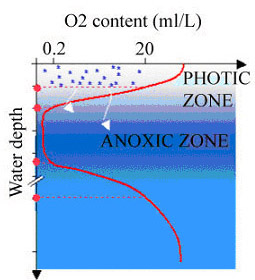 O2 content (ml/L)
0.2 20
PHOTIC
ZONE
ANOXIC ZONE
Water depth